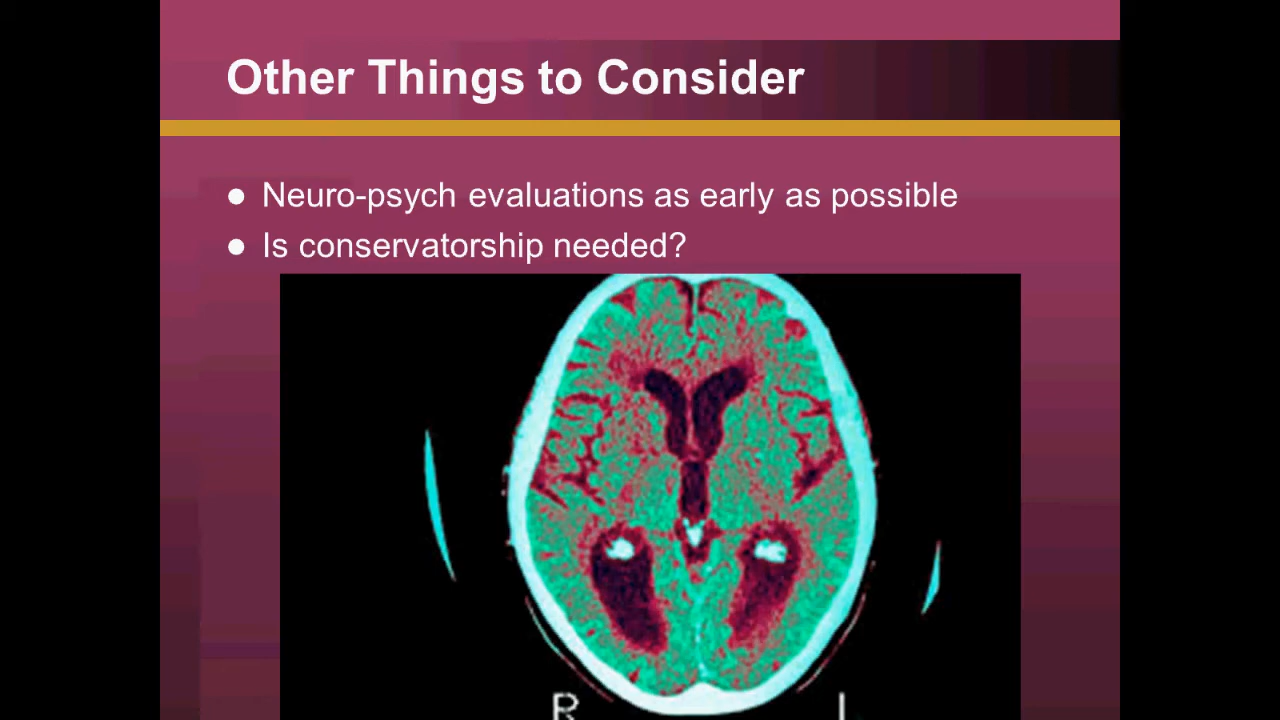 Other Things to Consider
Neuro-psych evaluations as early as possible
Is conservatorship needed?
R L